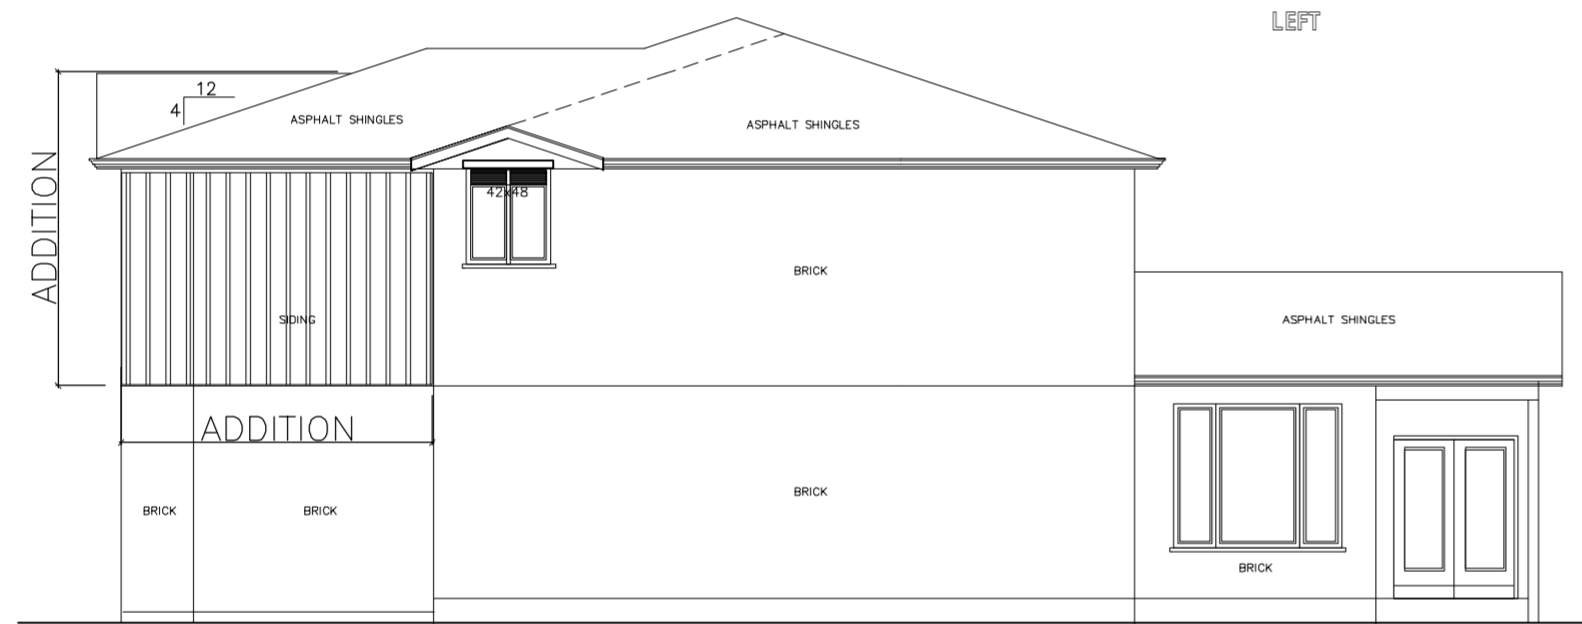 LEFT
12
4
ASPHALT SHINGLES
ASPHALT SHINGLES
ADDITION
42x48
BRICK
SIDING
ASPHALT SHINGLES
ADDITION
BRICK
BRICK
BRICK
BRICK